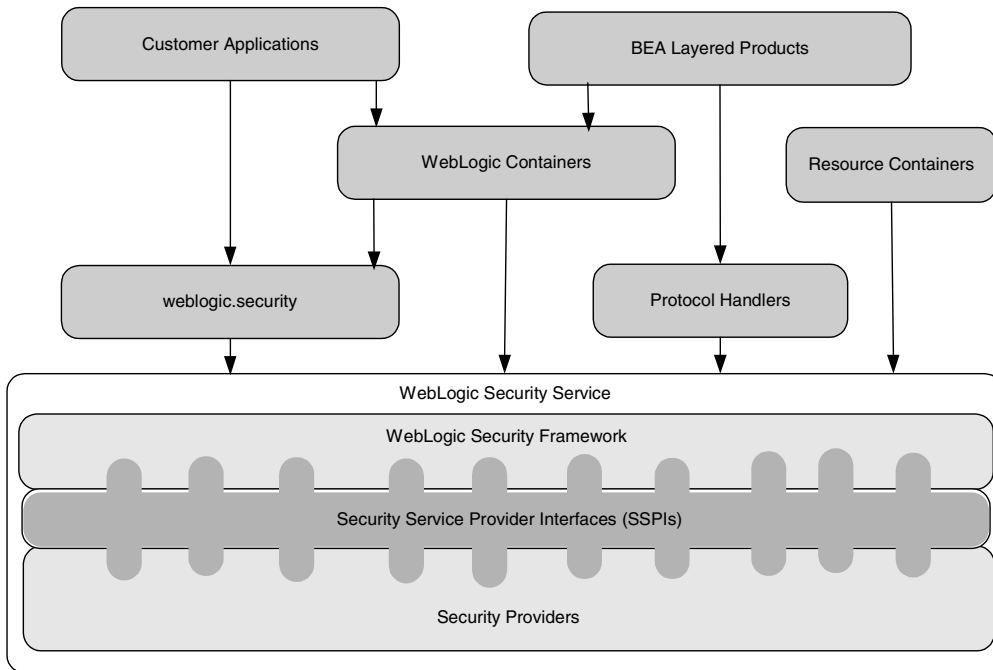 Customer Applications
BEA Layered Products
WebLogic Containers
Resource Containers
weblogic.security
Protocol Handlers
WebLogic Security Service
WebLogic Security Framework
Security Service Provider Interfaces (SSPIs)
Security Providers